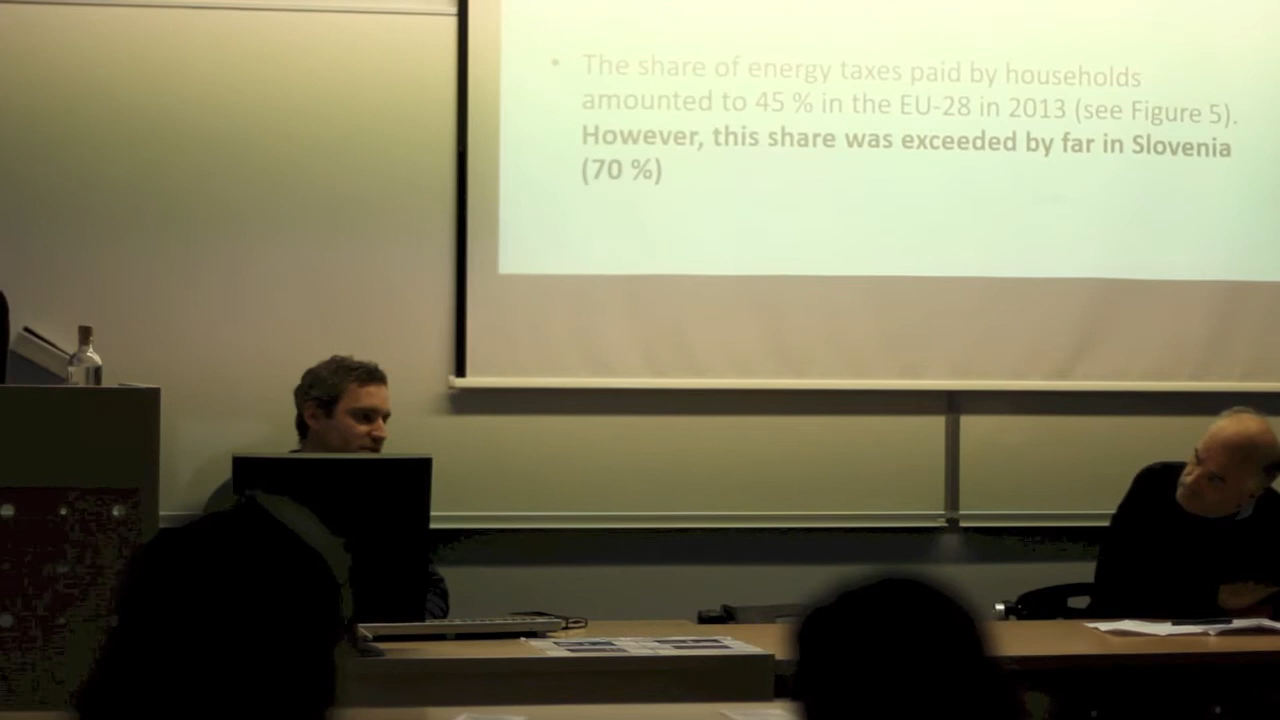 • The share of energy taxes paid by households
amounted to 45 % in the EU-28 in 2013 (see Figure 5).
However, this share was exceeded by far in Slovenia
(70 %)